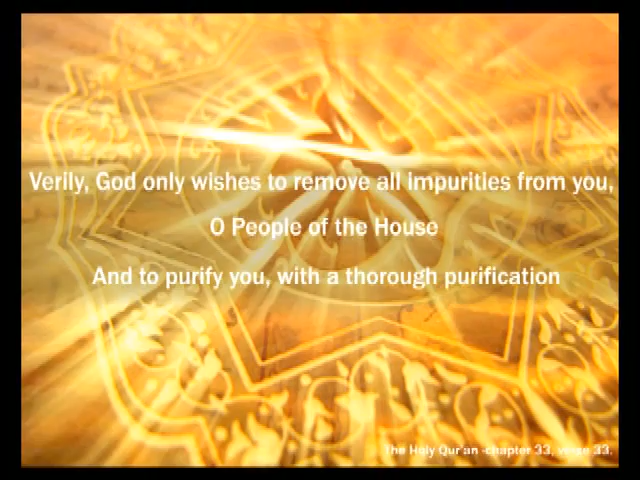 Verily, God only wishes to remove all impurities from you,
O People of the House
And to purify you, with a thorough purification
The Holy Qur'an -chapter 33, verse 33.